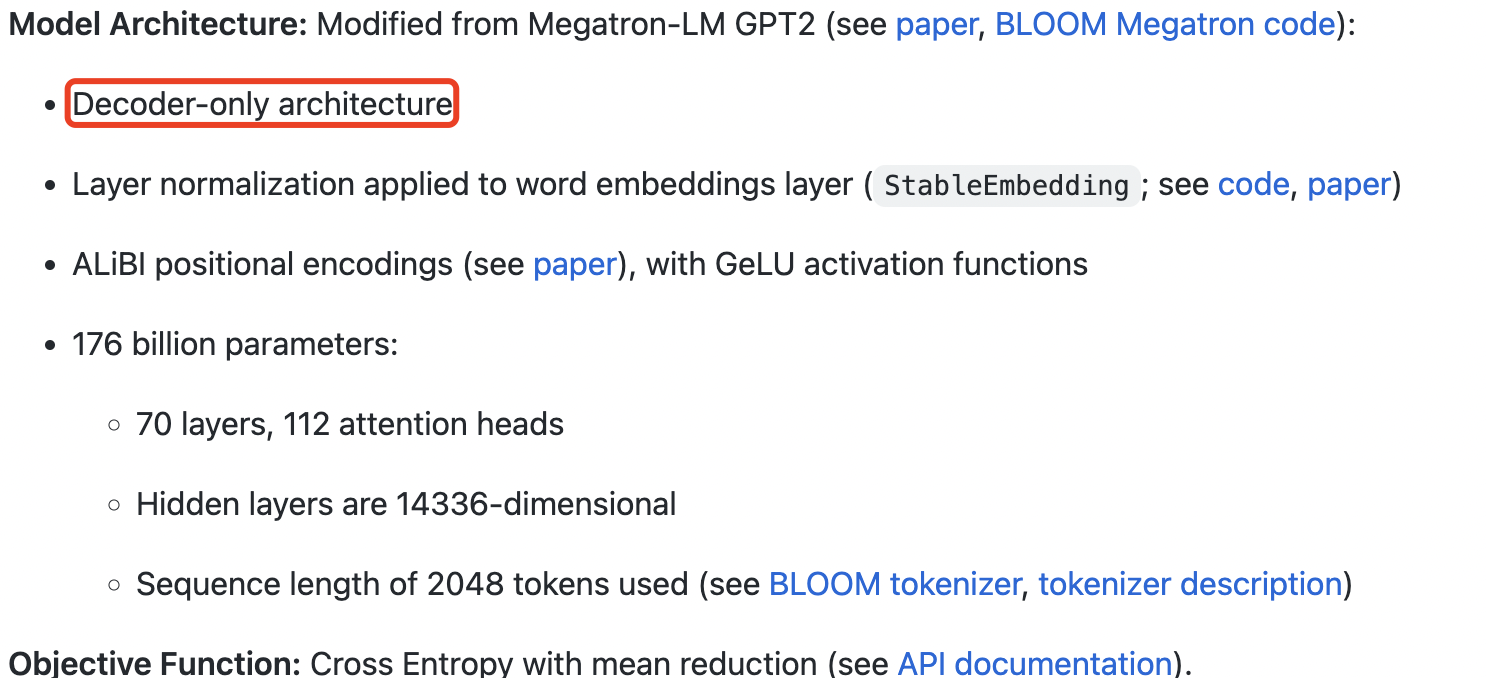 Model Architecture: Modified from Megatron-LM GPT2 (see paper, BLOOM Megatron code):
• Decoder-only architecture
• Layer normalization applied to word embeddings layer (StableEmbedding; see code, paper)
• ALiBI positional encodings (see paper), with GeLU activation functions
• 176 billion parameters:
◦ 70 layers, 112 attention heads
◦ Hidden layers are 14336-dimensional
◦ Sequence length of 2048 tokens used (see BLOOM tokenizer, tokenizer description)
Objective Function: Cross Entropy with mean reduction (see API documentation).